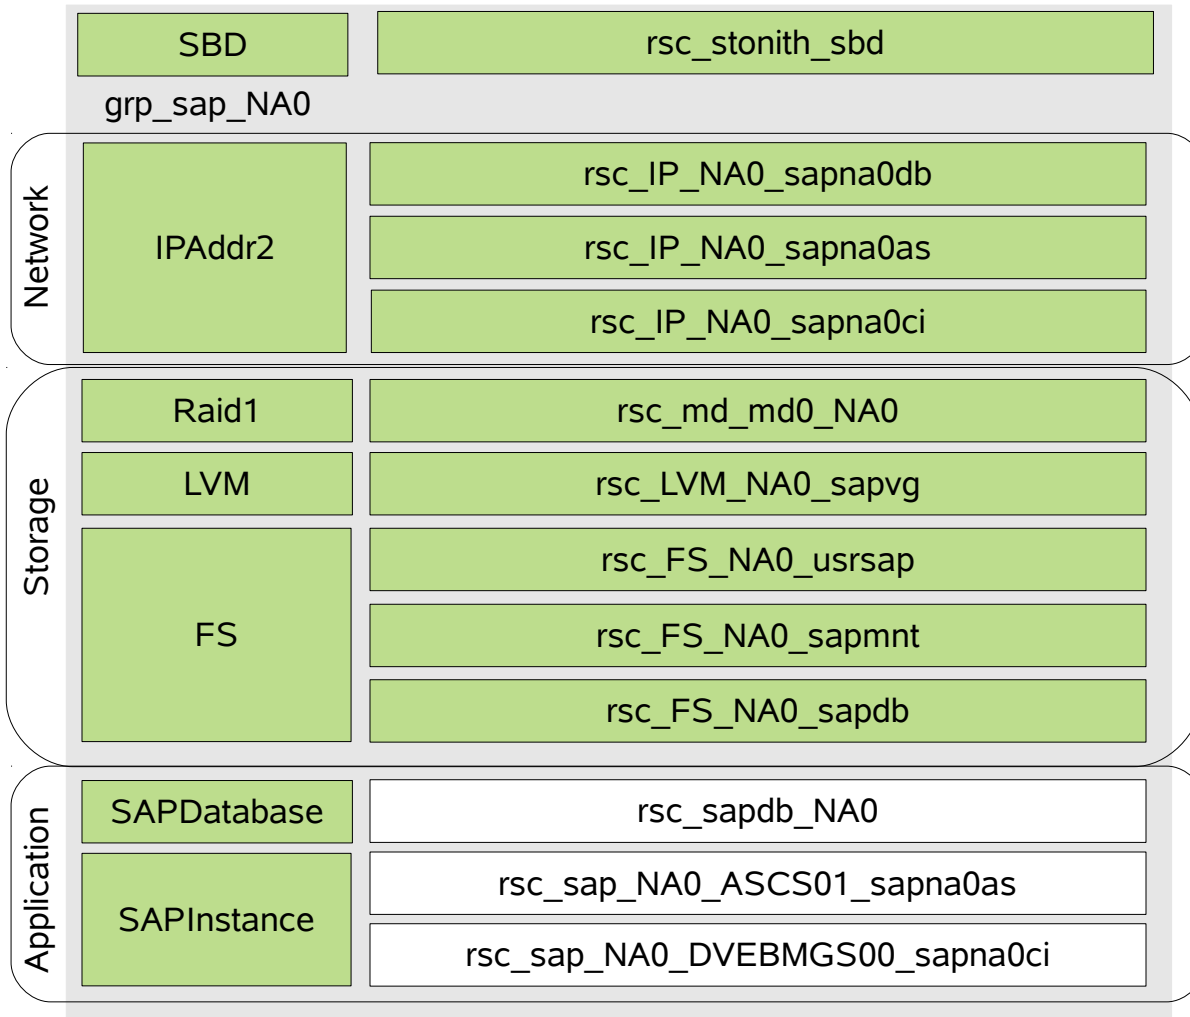 SBD
rsc_stonith_sbd
grp_sap_NA0
Network
IPAddr2
rsc_IP_NA0_sapna0db
rsc_IP_NA0_sapna0as
rsc_IP_NA0_sapna0ci
Storage
Raid1
rsc_md_md0_NA0
LVM
rsc_LVM_NA0_sapvg
FS
rsc_FS_NA0_usrsap
rsc_FS_NA0_sapmnt
rsc_FS_NA0_sapdb
Application
SAPDatabase
rsc_sapdb_NA0
SAPInstance
rsc_sap_NA0_ASCS01_sapna0as
rsc_sap_NA0_DVEBMGS00_sapna0ci